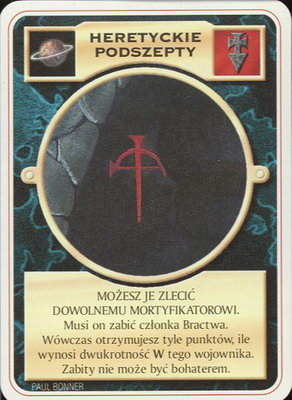 HERETYCKIE
PODSZEPTY
MOŻESZ JE ZLECIĆ
DOWOLNEMU MORTYFIKATOROWI.
Musi on zabić członka Bractwa.
Wówczas otrzymujesz tyle punktów, ile
wynosi dwukrotność W tego wojownika.
Zabity nie może być bohaterem.
PAUL BONNER